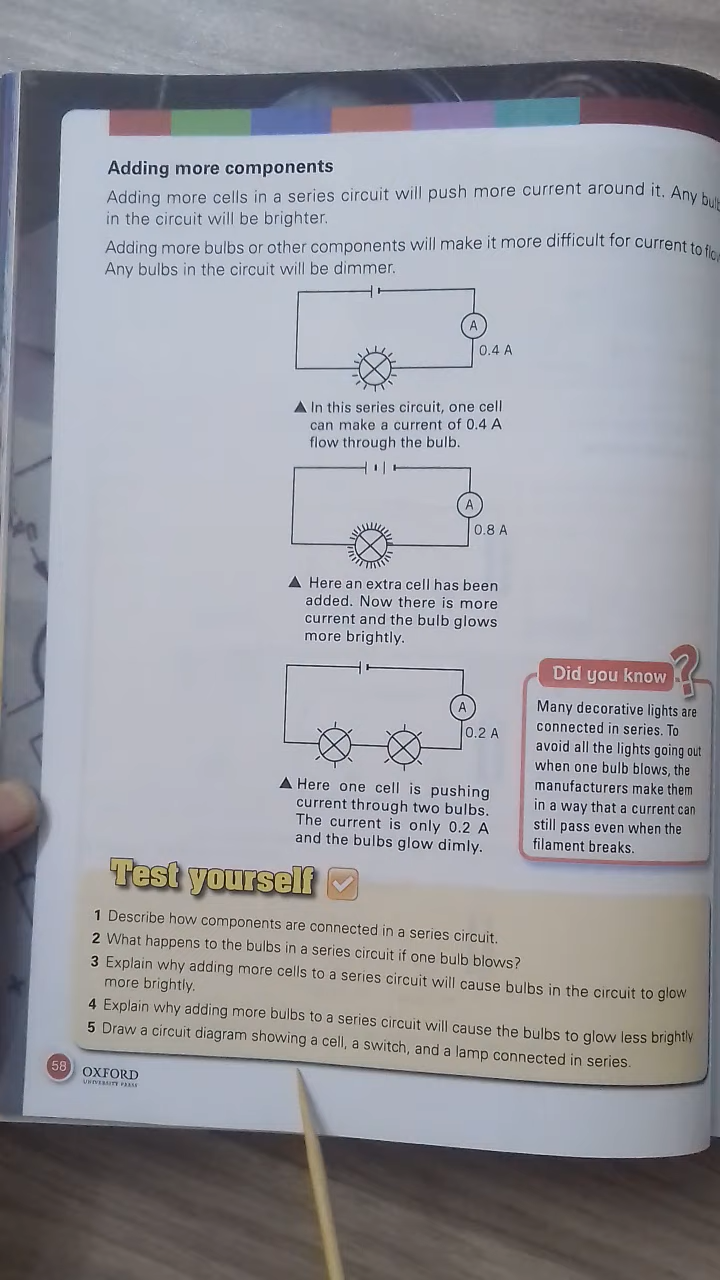 Adding more components
Adding more cells in a series circuit will push more current around it. Any bulb
in the circuit will be brighter.
Adding more bulbs or other components will make it more difficult for current to flow
Any bulbs in the circuit will be dimmer.
A
0.4 A
▲ In this series circuit, one cell
can make a current of 0.4 A
flow through the bulb.
A
0.8 A
▲ Here an extra cell has been
added. Now there is more
current and the bulb glows
more brightly.
A
0.2 A
▲ Here one cell is pushing
current through two bulbs.
The current is only 0.2 A
and the bulbs glow dimly.
Did you know ?
Many decorative lights are
connected in series. To
avoid all the lights going out
when one bulb blows, the
manufacturers make them
in a way that a current can
still pass even when the
filament breaks.
Test yourself
1 Describe how components are connected in a series circuit.
2 What happens to the bulbs in a series circuit if one bulb blows?
3 Explain why adding more cells to a series circuit will cause bulbs in the circuit to glow
more brightly.
4 Explain why adding more bulbs to a series circuit will cause the bulbs to glow less brightly
5 Draw a circuit diagram showing a cell, a switch, and a lamp connected in series.
58
OXFORD
UNIVERSITY PRESS